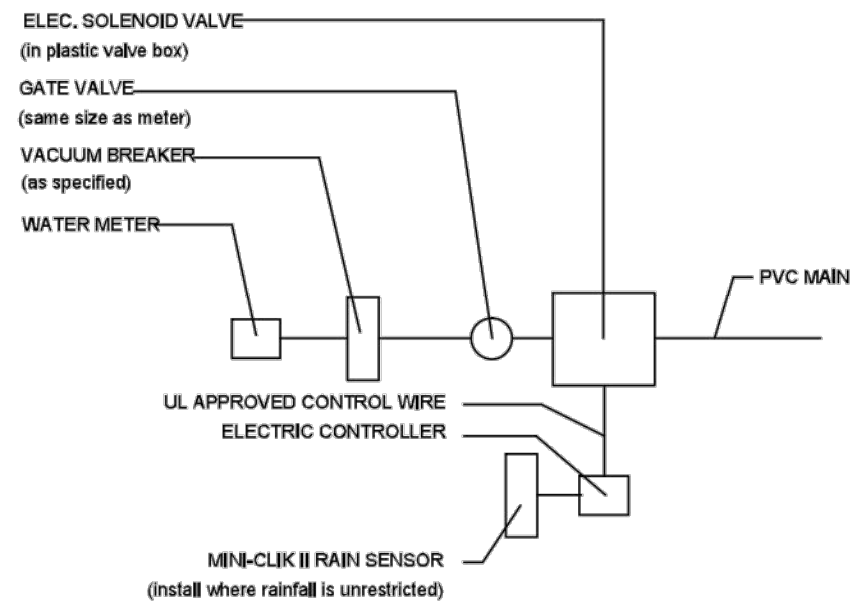 ELEC. SOLENOID VALVE
(in plastic valve box)
GATE VALVE
(same size as meter)
VACUUM BREAKER
(as specified)
WATER METER
PVC MAIN
UL APPROVED CONTROL WIRE
ELECTRIC CONTROLLER
MINI-CLIK II RAIN SENSOR
(install where rainfall is unrestricted)